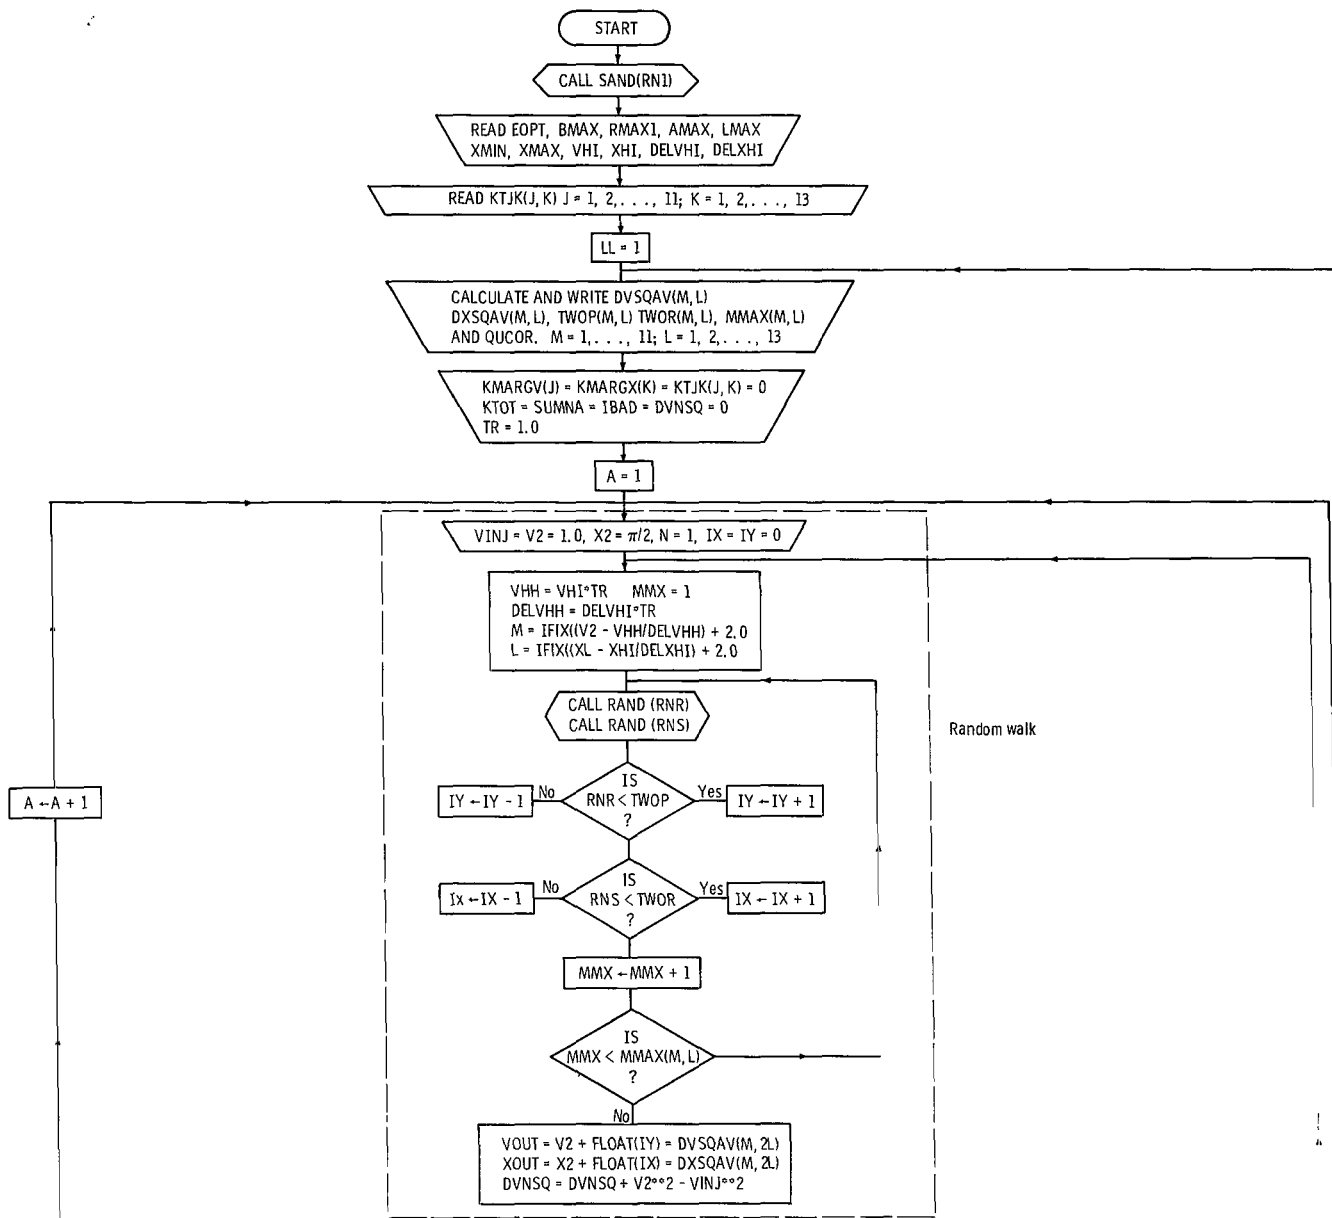 START
CALL SAND(RN1)
READ EOPT, BMAX, RMAX1, AMAX, LMAX
XMIN, XMAX, VHI, XHI, DELVHI, DELXHI
READ KTJK(J, K) J = 1, 2, . . . , 11; K = 1, 2, . . . , 13
LL = 1
CALCULATE AND WRITE DVSQAV(M, L)
DXSQAV(M, L), TWOP(M, L) TWOR(M, L), MMAX(M, L)
AND QUCOR. M = 1, . . . , 11; L = 1, 2, . . . , 13
KMARGV(J) = KMARGX(K) = KTJK(J, K) = 0
KTOT = SUMNA = IBAD = DVNSQ = 0
TR = 1.0
A = 1
VINJ = V2 = 1.0, X2 = π/2, N = 1, IX = IY = 0
VHH = VHI*TR MMX = 1
DELVHH = DELVHI*TR
M = IFIX((V2 - VHH/DELVHH) + 2.0
L = IFIX((XL - XHI/DELXHI) + 2.0
CALL RAND (RNR)
CALL RAND (RNS)
Random walk
A ← A + 1
IY ← IY - 1
No
IS
RNR < TWOP
?
Yes
IY ← IY + 1
Ix ← IX - 1
No
IS
RNS < TWOR
?
Yes
IX ← IX + 1
MMX ← MMX + 1
IS
MMX < MMAX(M, L)
?
No
VOUT = V2 + FLOAT(IY) = DVSQAV(M, 2L)
XOUT = X2 + FLOAT(IX) = DXSQAV(M, 2L)
DVNSQ = DVNSQ + V2**2 - VINJ**2